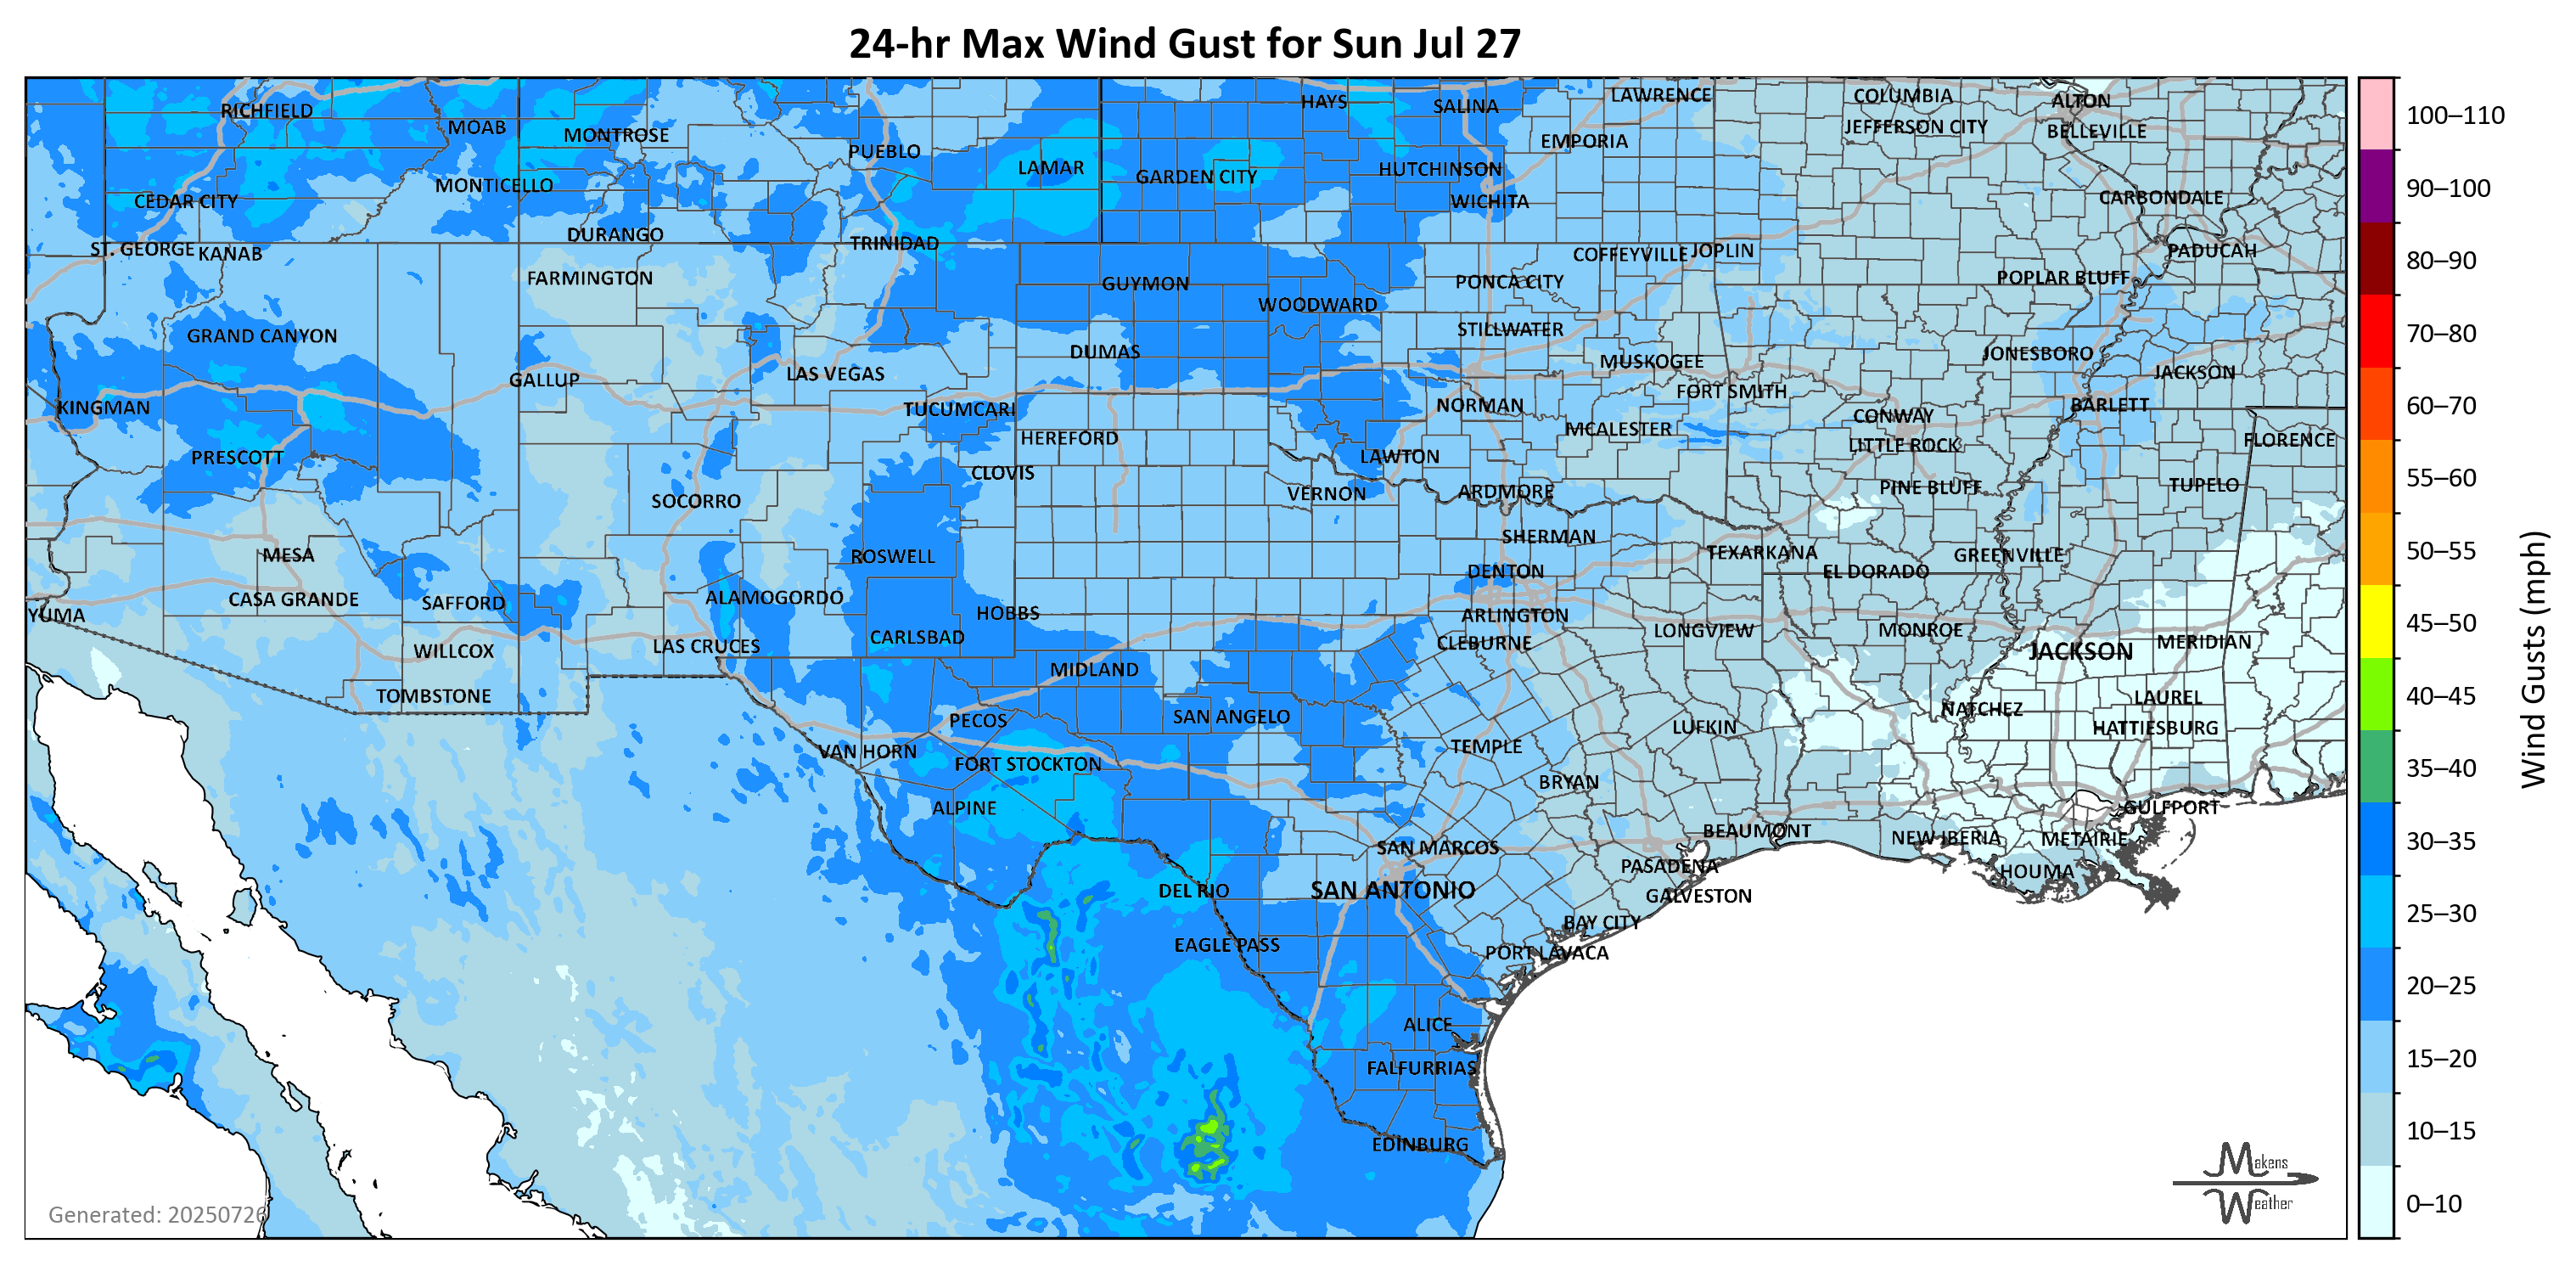 24-hr Max Wind Gust for Sun Jul 27
RICHFIELD
MOAB
MONTROSE
PUEBLO
LAMAR
HAYS
SALINA
LAWRENCE
COLUMBIA
ALTON
JEFFERSON CITY
BELLEVILLE
EMPORIA
GARDEN CITY
HUTCHINSON
MONTICELLO
CEDAR CITY
WICHITA
CARBONDALE
DURANGO
TRINIDAD
ST. GEORGE
KANAB
COFFEYVILLE
JOPLIN
PADUCAH
FARMINGTON
GUYMON
PONCA CITY
POPLAR BLUFF
WOODWARD
GRAND CANYON
STILLWATER
DUMAS
MUSKOGEE
JONESBORO
GALLUP
LAS VEGAS
JACKSON
FORT SMITH
KINGMAN
TUCUMCARI
NORMAN
CONWAY
BARLETT
HEREFORD
MCALESTER
LITTLE ROCK
FLORENCE
PRESCOTT
CLOVIS
LAWTON
SOCORRO
VERNON
ARDMORE
PINE BLUFF
TUPELO
SHERMAN
MESA
ROSWELL
TEXARKANA
GREENVILLE
DENTON
EL DORADO
CASA GRANDE
SAFFORD
ALAMOGORDO
HOBBS
ARLINGTON
YUMA
CARLSBAD
CLEBURNE
LONGVIEW
MONROE
MERIDIAN
WILLCOX
LAS CRUCES
MIDLAND
JACKSON
TOMBSTONE
LAUREL
PECOS
SAN ANGELO
NATCHEZ
LUFKIN
HATTIESBURG
VAN HORN
FORT STOCKTON
TEMPLE
BRYAN
ALPINE
GULFPORT
BEAUMONT
NEW IBERIA
METAIRIE
SAN MARCOS
PASADENA
HOUMA
DEL RIO
SAN ANTONIO
GALVESTON
BAY CITY
EAGLE PASS
PORT LAVACA
ALICE
FALFURRIAS
EDINBURG
Generated: 20250726
Makens
Weather
100–110
90–100
80–90
70–80
60–70
55–60
50–55
45–50
40–45
35–40
30–35
25–30
20–25
15–20
10–15
0–10
Wind Gusts (mph)